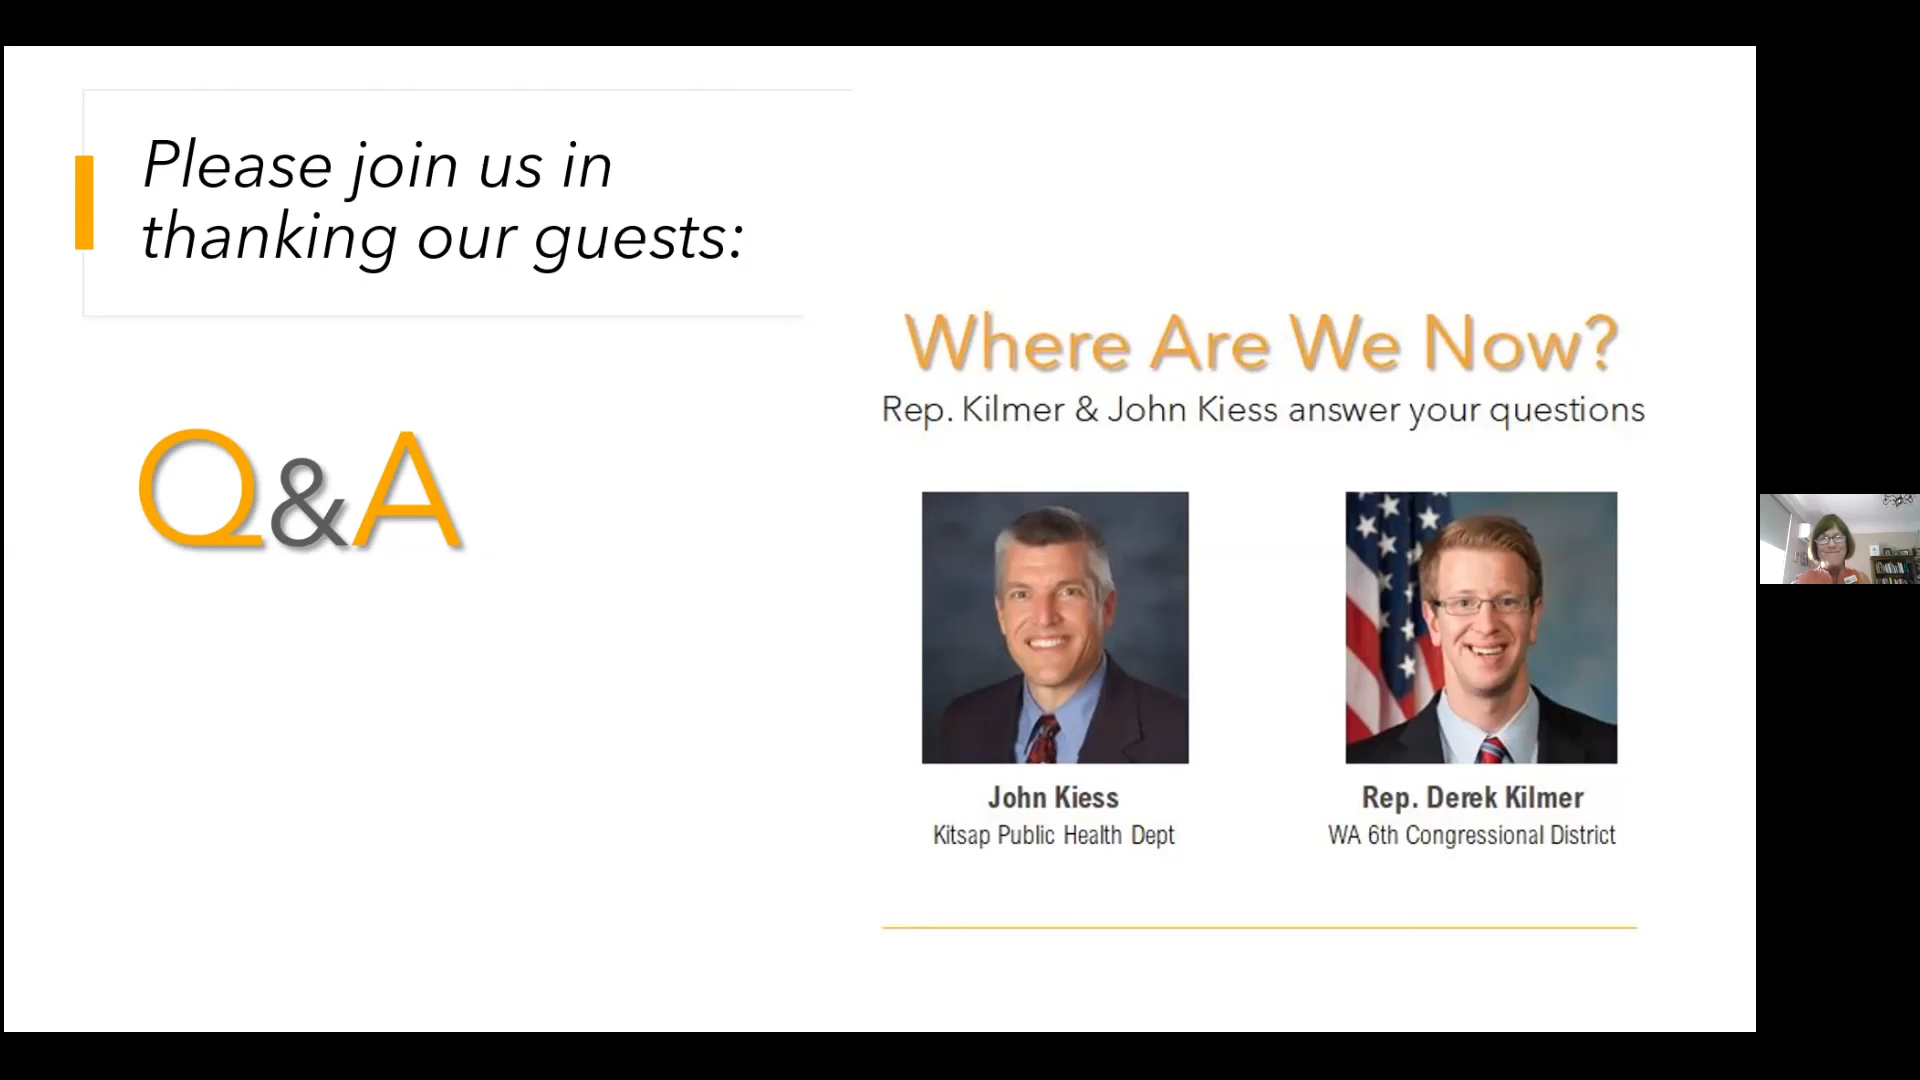 Please join us in
thanking our guests:
Q&A
Where Are We Now?
Rep. Kilmer & John Kiess answer your questions
John Kiess
Kitsap Public Health Dept
Rep. Derek Kilmer
WA 6th Congressional District